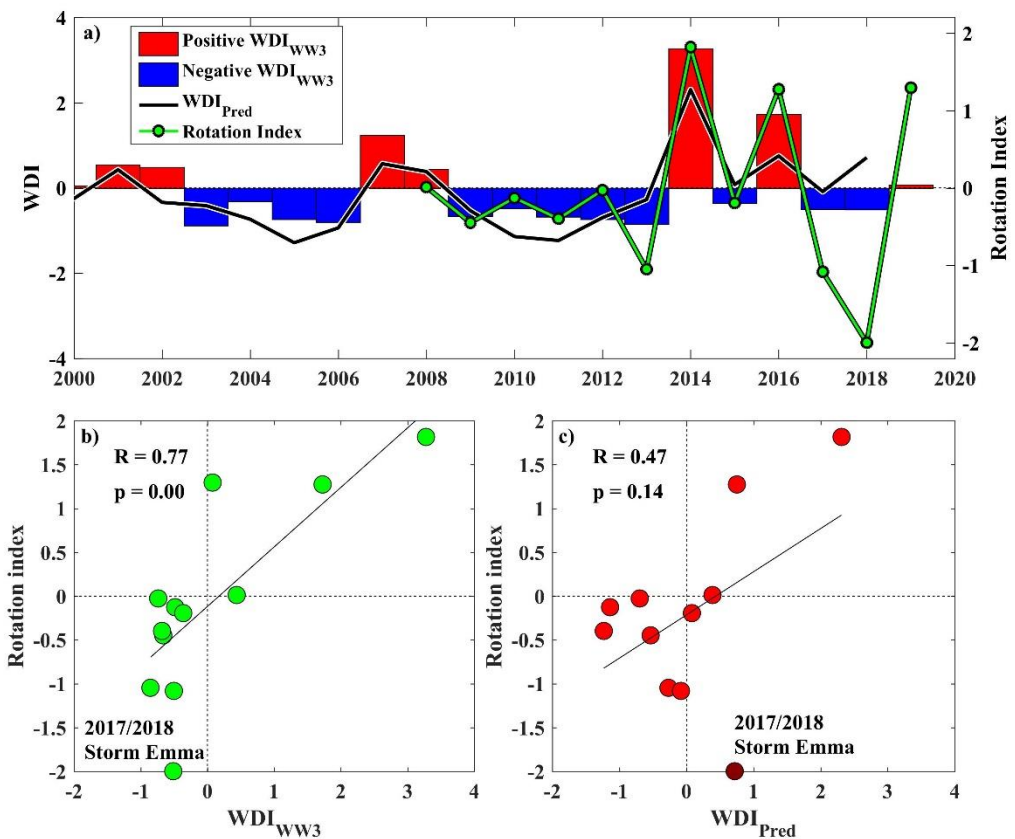 a)
Positive WDI_WW3
Negative WDI_WW3
WDI_Pred
Rotation Index
4
2
0
-2
-4
WDI
2
1
0
-1
-2
Rotation Index
2000 2002 2004 2006 2008 2010 2012 2014 2016 2018 2020
b)
R = 0.77
p = 0.00
2017/2018
Storm Emma
2
1.5
1
0.5
0
-0.5
-1
-1.5
-2
Rotation index
-2 -1 0 1 2 3 4
WDI_WW3
c)
R = 0.47
p = 0.14
2017/2018
Storm Emma
2
1.5
1
0.5
0
-0.5
-1
-1.5
-2
Rotation index
-2 -1 0 1 2 3 4
WDI_Pred